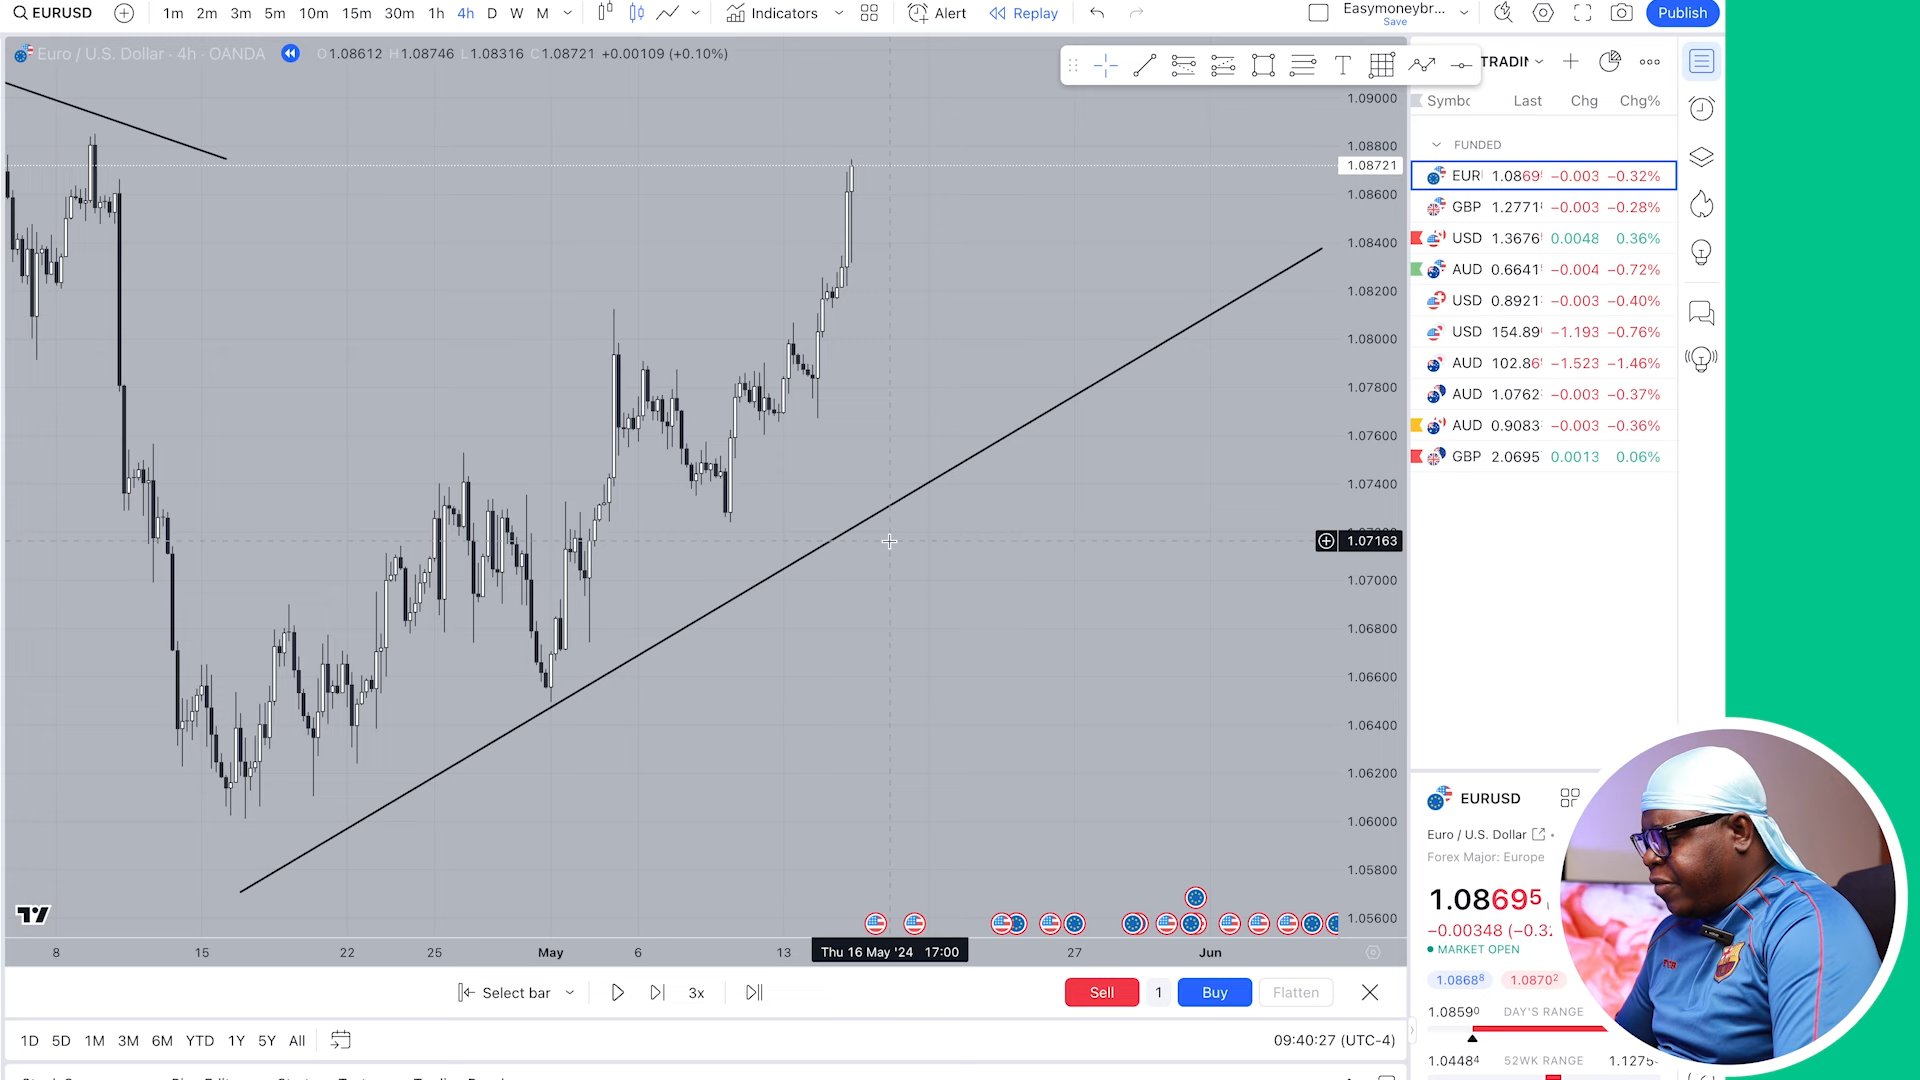 EURUSD 1m 2m 3m 5m 10m 15m 30m 1h 4h D W M Indicators Alert Replay Easymoneybr... Save Publish
Euro / U.S. Dollar · 4h · OANDA O1.08612 H1.08746 L1.08316 C1.08721 +0.00109 (+0.10%)
T
TRADIN
Symbo Last Chg Chg%
FUNDED
EUR 1.0869 −0.003 −0.32%
GBP 1.2771 −0.003 −0.28%
USD 1.3676 0.0048 0.36%
AUD 0.6641 −0.004 −0.72%
USD 0.8921 −0.003 −0.40%
USD 154.89 −1.193 −0.76%
AUD 102.86 −1.523 −1.46%
AUD 1.0762 −0.003 −0.37%
AUD 0.9083 −0.003 −0.36%
GBP 2.0695 0.0013 0.06%
1.09000
1.08800
1.08721
1.08600
1.08400
1.08200
1.08000
1.07800
1.07600
1.07400
1.07163
1.07000
1.06800
1.06600
1.06400
1.06200
1.06000
1.05800
1.05600
8 15 22 25 May 6 13 Thu 16 May '24 17:00 27 Jun
EURUSD
Euro / U.S. Dollar
Forex Major: Europe
1.08695
−0.00348 (−0.32
MARKET OPEN
1.08688 1.08702
1.08590 DAY'S RANGE
1.04484 52WK RANGE 1.1275
Select bar 3x Sell 1 Buy Flatten
1D 5D 1M 3M 6M YTD 1Y 5Y All 09:40:27 (UTC-4)